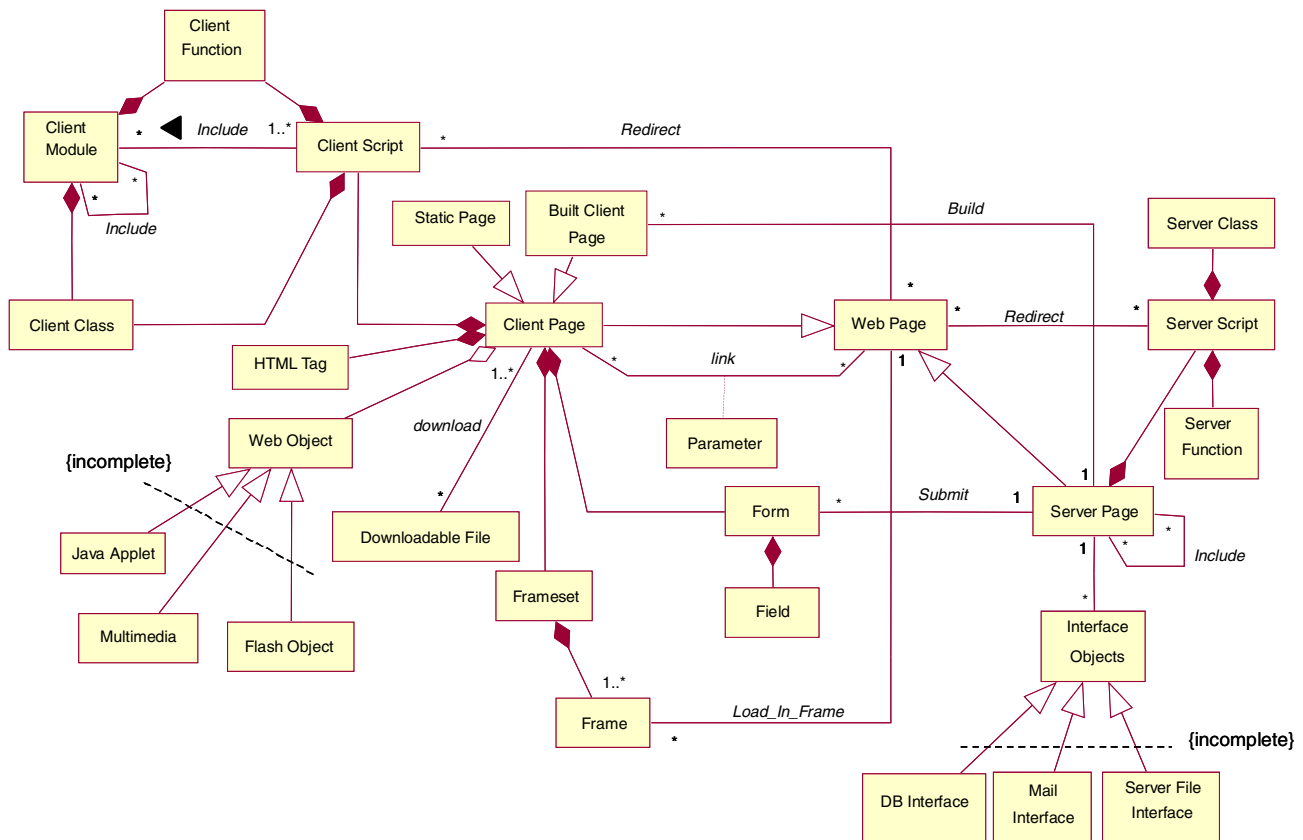 Client
Function
Client
Module
*
Include
1..*
Client Script
*
Redirect
*
*
Include
Static Page
Built Client
Page
*
Build
Server Class
Client Class
Client Page
Web Page
*
*
Redirect
*
Server Script
HTML Tag
1..*
*
link
*
1
download
Parameter
Server
Function
Web Object
{incomplete}
*
Downloadable File
Form
*
Submit
1
1
Server Page
*
*
Include
1
Java Applet
Frameset
Field
*
Interface
Objects
Multimedia
Flash Object
1..*
Frame
*
Load_In_Frame
{incomplete}
DB Interface
Mail
Interface
Server File
Interface